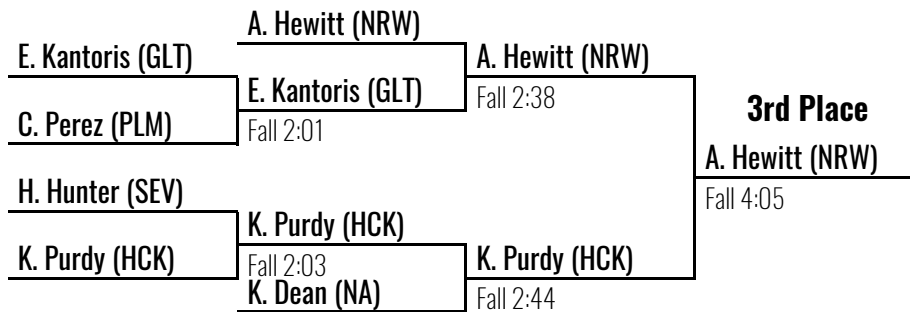 A. Hewitt (NRW)
E. Kantoris (GLT)
A. Hewitt (NRW)
E. Kantoris (GLT)
Fall 2:38
C. Perez (PLM)
Fall 2:01
3rd Place
A. Hewitt (NRW)
Fall 4:05
H. Hunter (SEV)
K. Purdy (HCK)
K. Purdy (HCK)
Fall 2:03
K. Purdy (HCK)
K. Dean (NA)
Fall 2:44